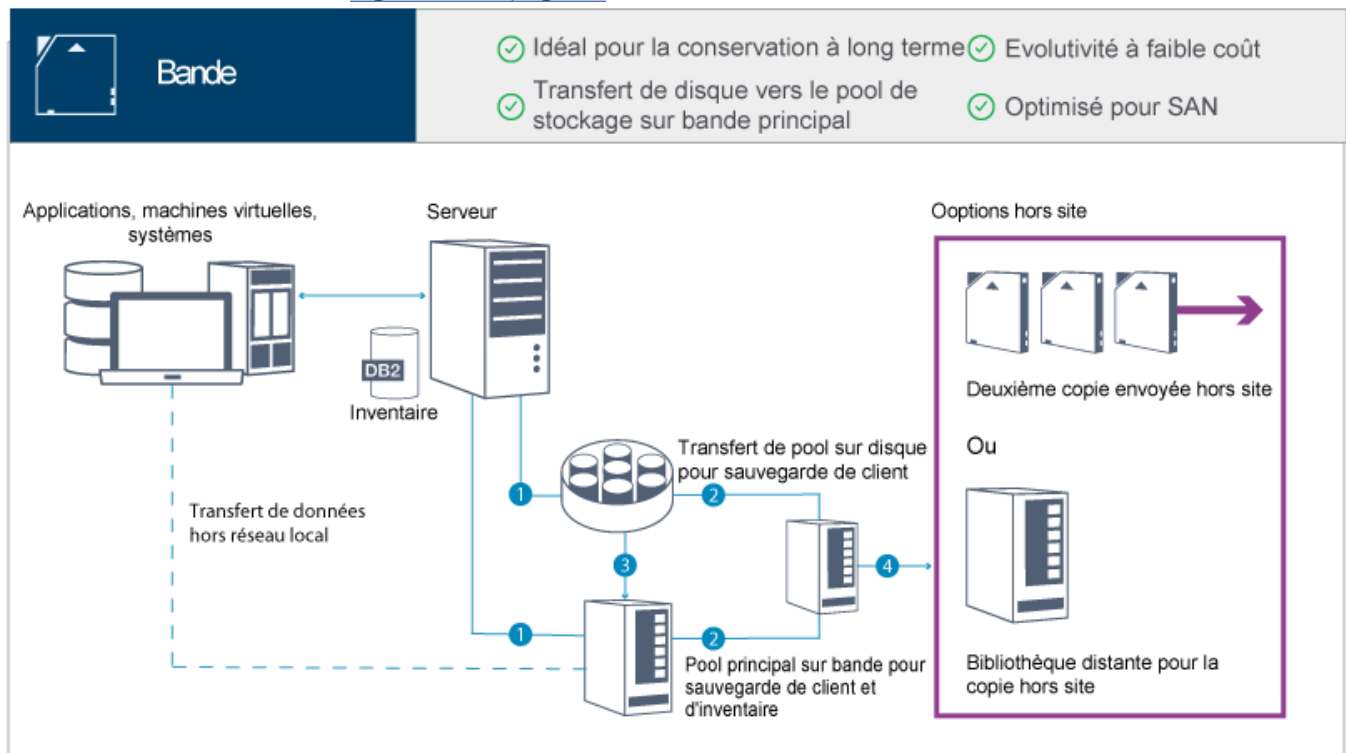 Bande
Idéal pour la conservation à long terme
Evolutivité à faible coût
Transfert de disque vers le pool de
stockage sur bande principal
Optimisé pour SAN
Applications, machines virtuelles,
systèmes
Serveur
Ooptions hors site
DB2
Inventaire
Deuxième copie envoyée hors site
Transfert de pool sur disque
pour sauvegarde de client
Ou
1
2
Transfert de données
hors réseau local
3
4
1
2
Pool principal sur bande pour
sauvegarde de client et
d'inventaire
Bibliothèque distante pour la
copie hors site